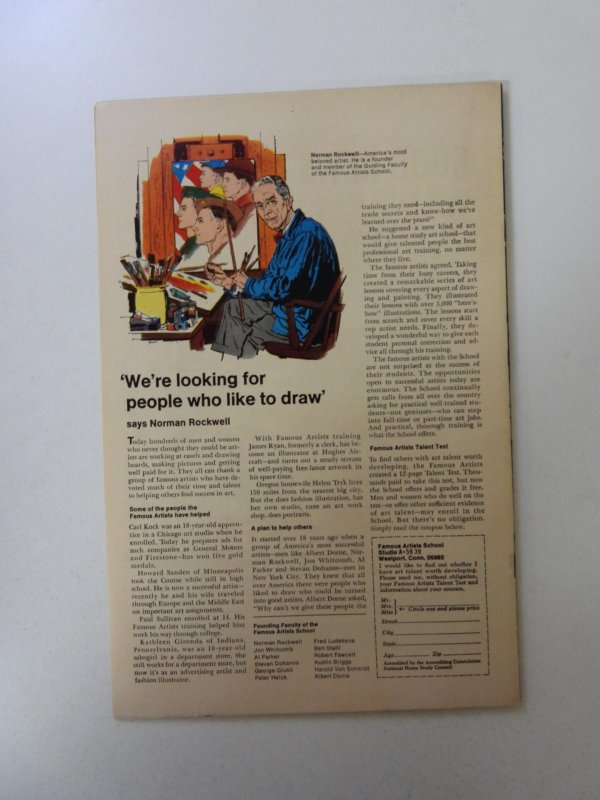 Norman Rockwell—America's most
beloved artist. He is a founder
and member of the Guiding Faculty
of the Famous Artists School.
'We're looking for
people who like to draw'
says Norman Rockwell
Today hundreds of men and women
who never thought they could be art-
ists are working at easels and drawing
boards, making pictures and getting
well paid for it. They all can thank a
group of famous artists who have de-
voted much of their time and talent
to helping others find success in art.
Some of the people the
Famous Artists have helped
Carl Kock was an 18-year-old appren-
tice in a Chicago art studio when he
enrolled. Today he prepares ads for
such companies as General Motors
and Firestone—has won five gold
medals.
Howard Sanden of Minneapolis
took the Course while still in high
school. He is now a successful artist—
recently he and his wife traveled
through Europe and the Middle East
on important art assignments.
Paul Sullivan enrolled at 14. His
Famous Artists training helped him
work his way through college.
Kathleen Gironda of Indiana,
Pennsylvania, was an 18-year-old
salesgirl in a department store. She
still works for a department store, but
now it's as an advertising artist and
fashion illustrator.
With Famous Artists training
James Ryan, formerly a clerk, has be-
come an illustrator at Hughes Air-
craft—and turns out a steady stream
of well-paying free-lance artwork in
his spare time.
Oregon housewife Helen Tryk lives
150 miles from the nearest big city.
But she does fashion illustration, has
her own studio, runs an art work
shop, does portraits.
A plan to help others
It started over 18 years ago when a
group of America's most successful
artists—men like Albert Dorne, Nor-
man Rockwell, Jon Whitcomb, Al
Parker and Stevan Dohanos—met in
New York City. They knew that all
over America there were people who
liked to draw who could be turned
into good artists. Albert Dorne asked,
"Why can't we give these people the
Founding Faculty of the
Famous Artists School
Norman Rockwell
Jon Whitcomb
Al Parker
Stevan Dohanos
George Giusti
Peter Helck
Fred Ludekens
Ben Stahl
Robert Fawcett
Austin Briggs
Harold Von Schmidt
Albert Dorne
training they need—including all the
trade secrets and know-how we've
learned over the years?"
He suggested a new kind of art
school—a home study art school—that
would give talented people the best
professional art training, no matter
where they live.
The famous artists agreed. Taking
time from their busy careers, they
created a remarkable series of art
lessons covering every aspect of draw-
ing and painting. They illustrated
their lessons with over 5,000 "here's-
how" illustrations. The lessons start
from scratch and cover every skill a
top artist needs. Finally, they de-
veloped a wonderful way to give each
student personal correction and ad-
vice all through his training.
The famous artists with the School
are not surprised at the success of
their students. The opportunities
open to successful artists today are
enormous. The School continually
gets calls from all over the country
asking for practical well-trained stu-
dents—not geniuses—who can step
into full-time or part-time art jobs.
And practical, thorough training is
what the School offers.
Famous Artists Talent Test
To find others with art talent worth
developing, the Famous Artists
created a 12-page Talent Test. Thou-
sands paid to take this test, but now
the School offers and grades it free.
Men and women who do well on the
test—or offer other sufficient evidence
of art talent—may enroll in the
School. But there's no obligation.
Simply mail the coupon below.
Famous Artists School
Studio
Westport, Conn. 06880
I would like to find out whether I
have art talent worth developing.
Please send me, without obligation,
your Famous Artists Talent Test and
information about your courses.
Mr.
Mrs.
Miss
← Circle one and please print
Street
City
State
Age Zip
Accredited by the Accrediting Commission
National Home Study Council